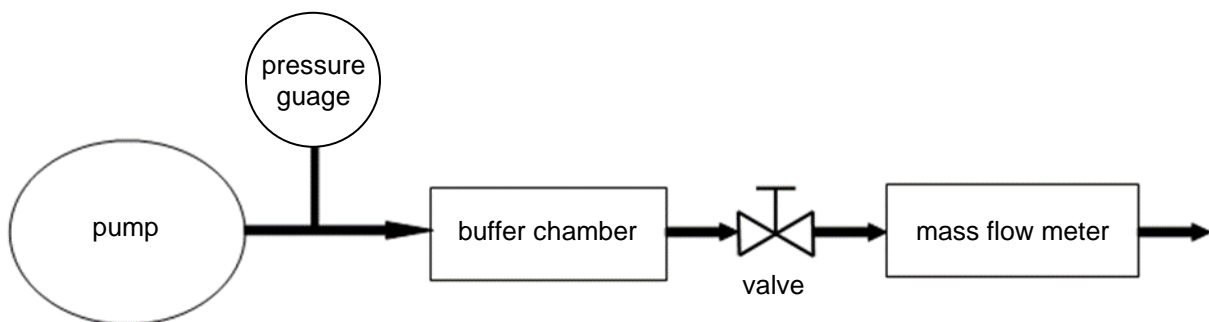 pressure
guage
pump
buffer chamber
mass flow meter
valve